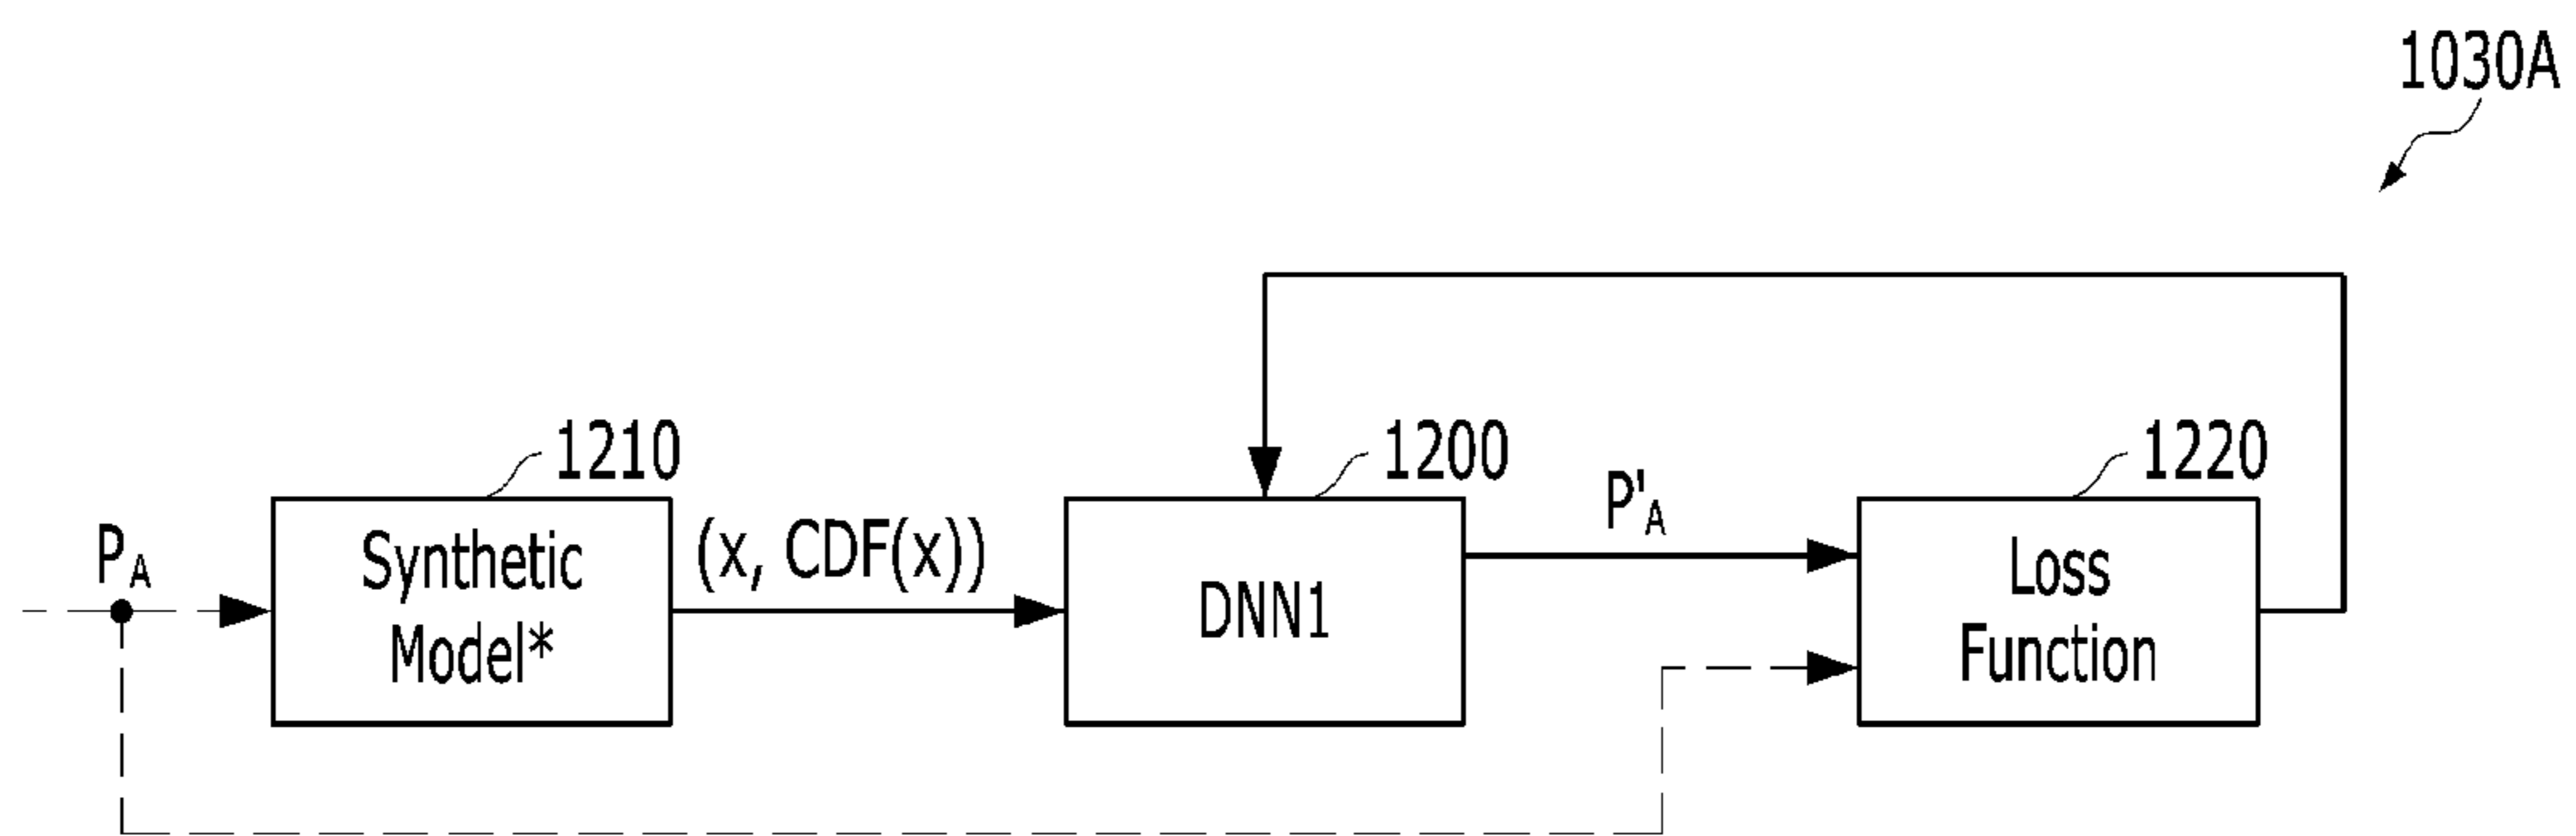 1030A
1210
1200
1220
P'A
PA
Synthetic
Model*
(x, CDF(x))
DNN1
Loss
Function